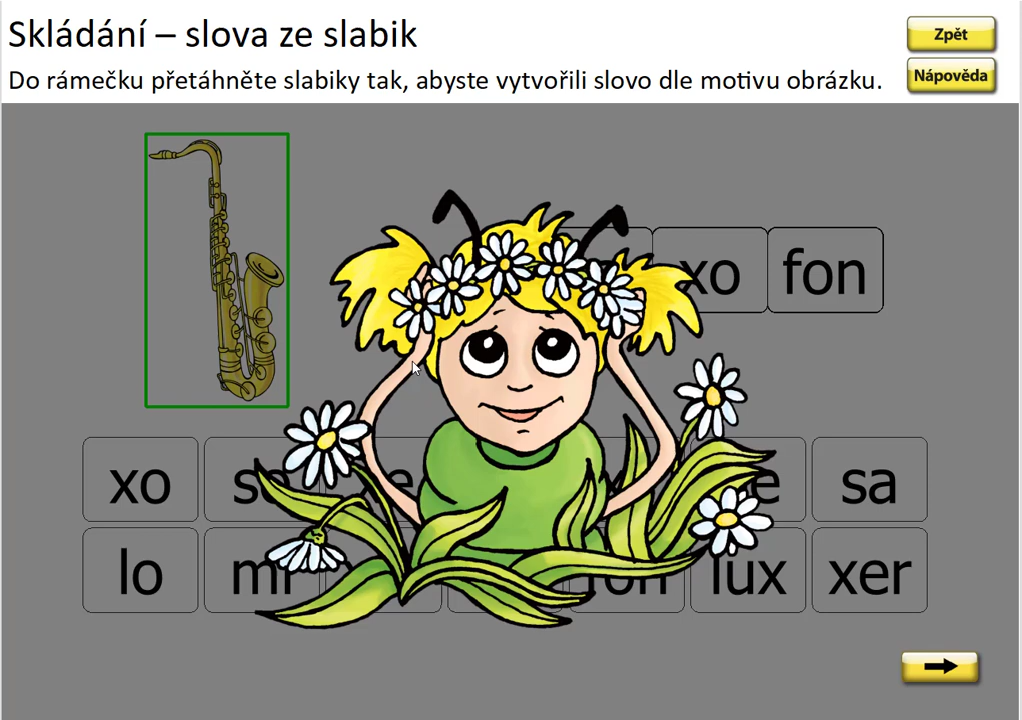 Skládání – slova ze slabik
Zpět
Do rámečku přetáhněte slabiky tak, abyste vytvořili slovo dle motivu obrázku.
Nápověda
xo fon
xo sa
lo fon lux xer